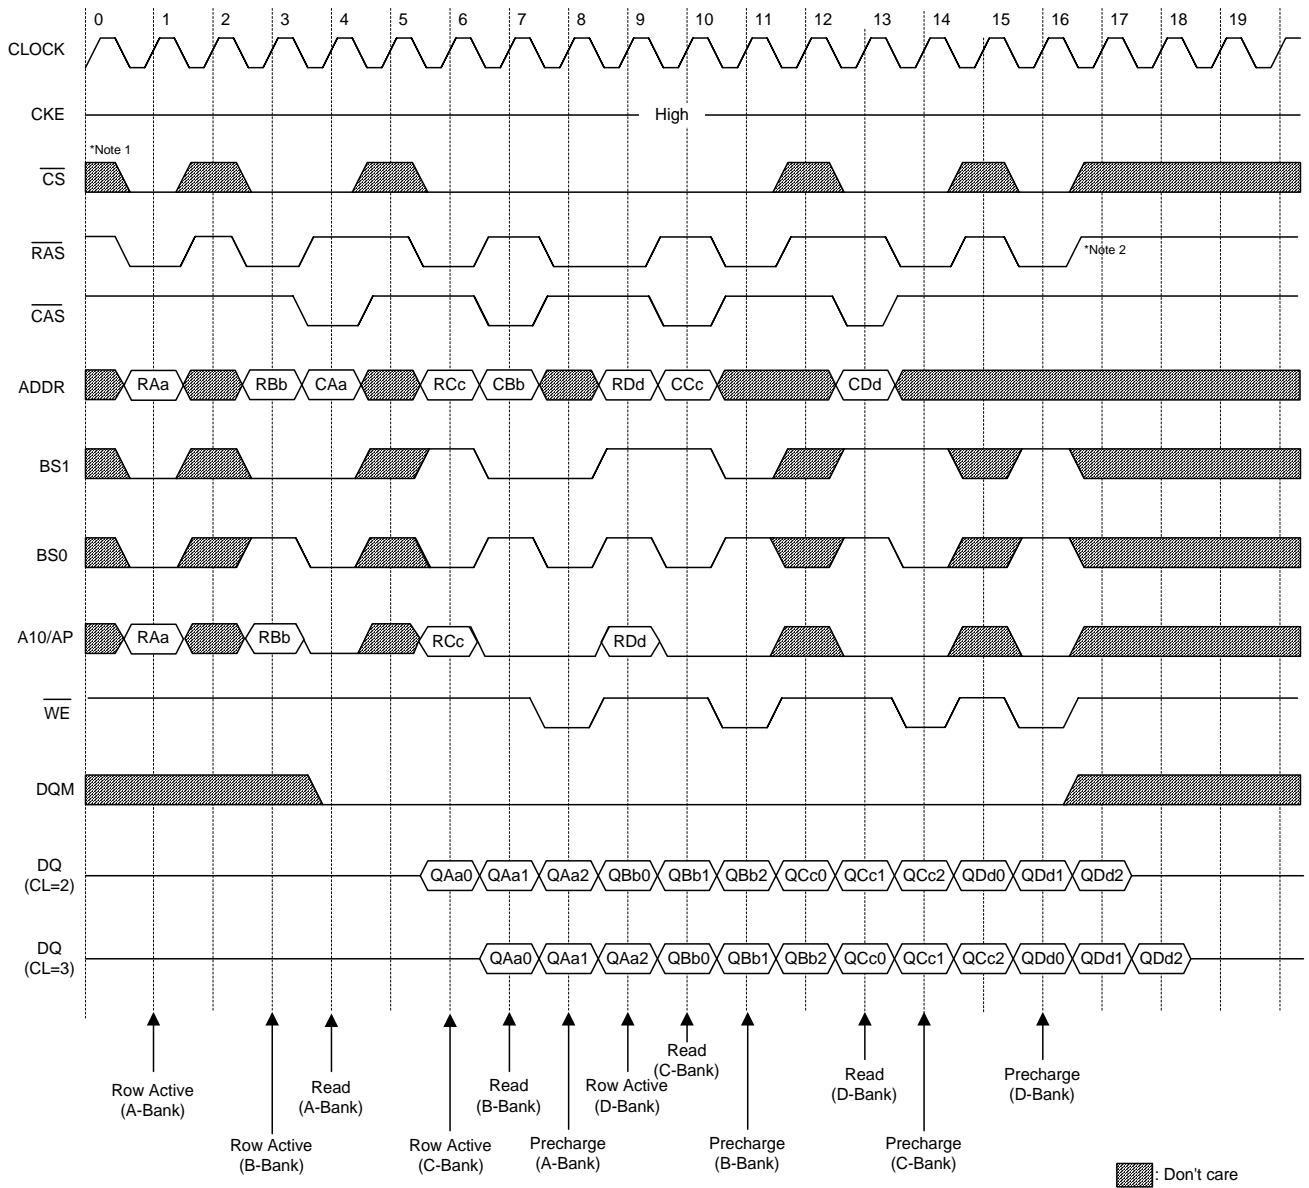 0 1 2 3 4 5 6 7 8 9 10 11 12 13 14 15 16 17 18 19
CLOCK
CKE High
*Note 1
CS
RAS *Note 2
CAS
ADDR RAa RBb CAa RCc CBb RDd CCc CDd
BS1
BS0
A10/AP RAa RBb RCc RDd
WE
DQM
DQ
(CL=2) QAa0 QAa1 QAa2 QBb0 QBb1 QBb2 QCc0 QCc1 QCc2 QDd0 QDd1 QDd2
DQ
(CL=3) QAa0 QAa1 QAa2 QBb0 QBb1 QBb2 QCc0 QCc1 QCc2 QDd0 QDd1 QDd2
Row Active
(A-Bank)
Row Active
(B-Bank)
Read
(A-Bank)
Row Active
(C-Bank)
Read
(B-Bank)
Precharge
(A-Bank)
Row Active
(D-Bank)
Read
(C-Bank)
Precharge
(B-Bank)
Read
(D-Bank)
Precharge
(C-Bank)
Precharge
(D-Bank)
: Don't care